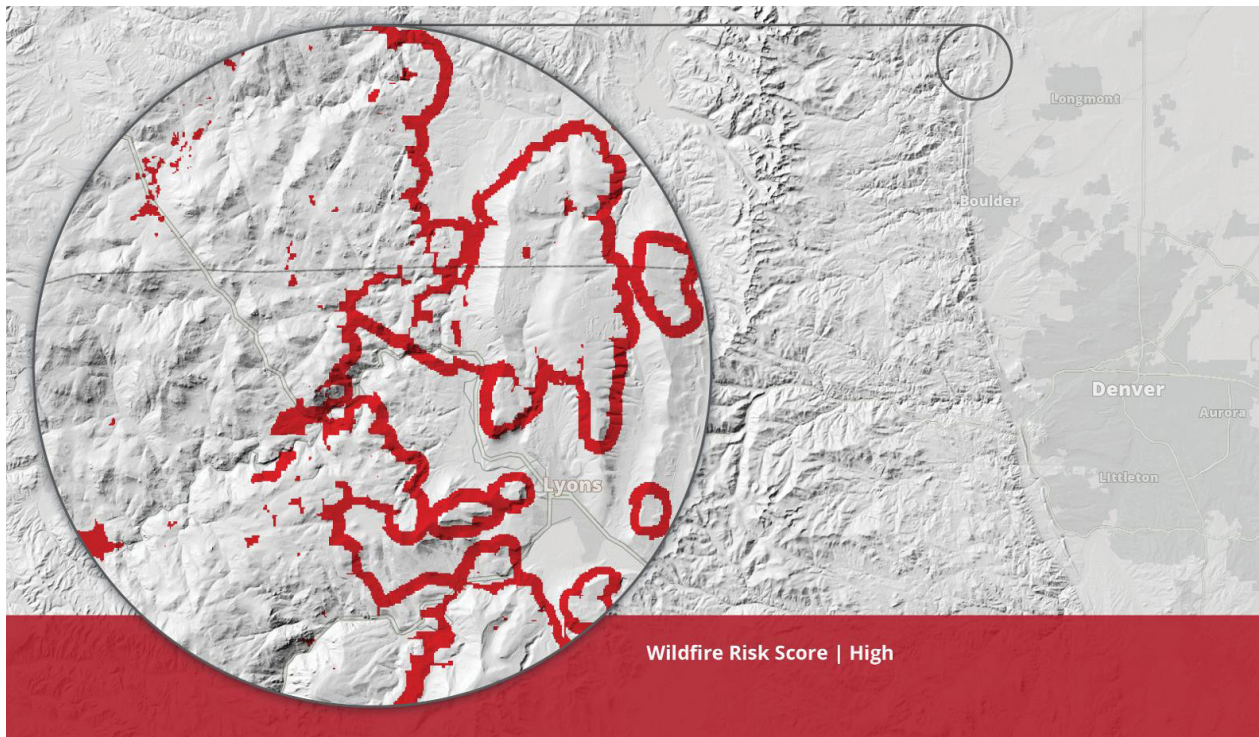 Longmont
Boulder
Denver
Aurora
Lyons
Littleton
Wildfire Risk Score | High